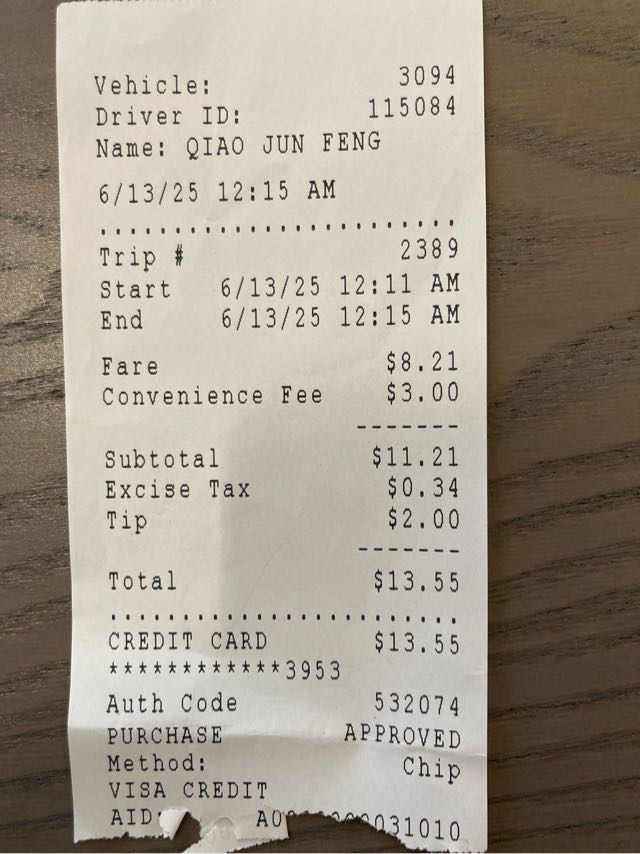 Vehicle: 3094
Driver ID: 115084
Name: QIAO JUN FENG
6/13/25 12:15 AM
........................
Trip # 2389
Start 6/13/25 12:11 AM
End 6/13/25 12:15 AM
Fare $8.21
Convenience Fee $3.00
-------
Subtotal $11.21
Excise Tax $0.34
Tip $2.00
-------
Total $13.55
........................
CREDIT CARD $13.55
************3953
Auth Code 532074
PURCHASE APPROVED
Method: Chip
VISA CREDIT
AID